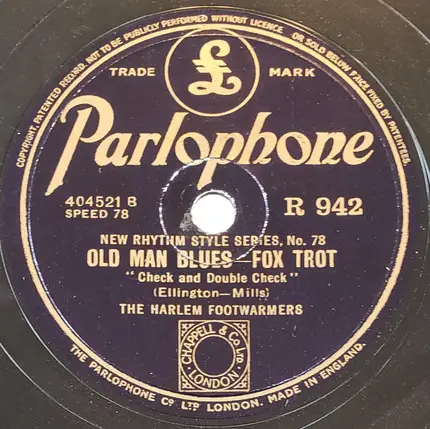 COPYRIGHT, PATENTED RECORD, NOT TO BE PUBLICLY PERFORMED WITHOUT LICENCE, OR SOLD BELOW PRICE FIXED BY PATENTEES.
£
TRADE MARK
Parlophone
404521 B
SPEED 78
R 942
NEW RHYTHM STYLE SERIES, No. 78
OLD MAN BLUES—FOX TROT
"Check and Double Check"
(Ellington—Mills)
THE HARLEM FOOTWARMERS
CHAPPELL & CO LTD
LONDON
THE PARLOPHONE CO LTD LONDON. MADE IN ENGLAND.